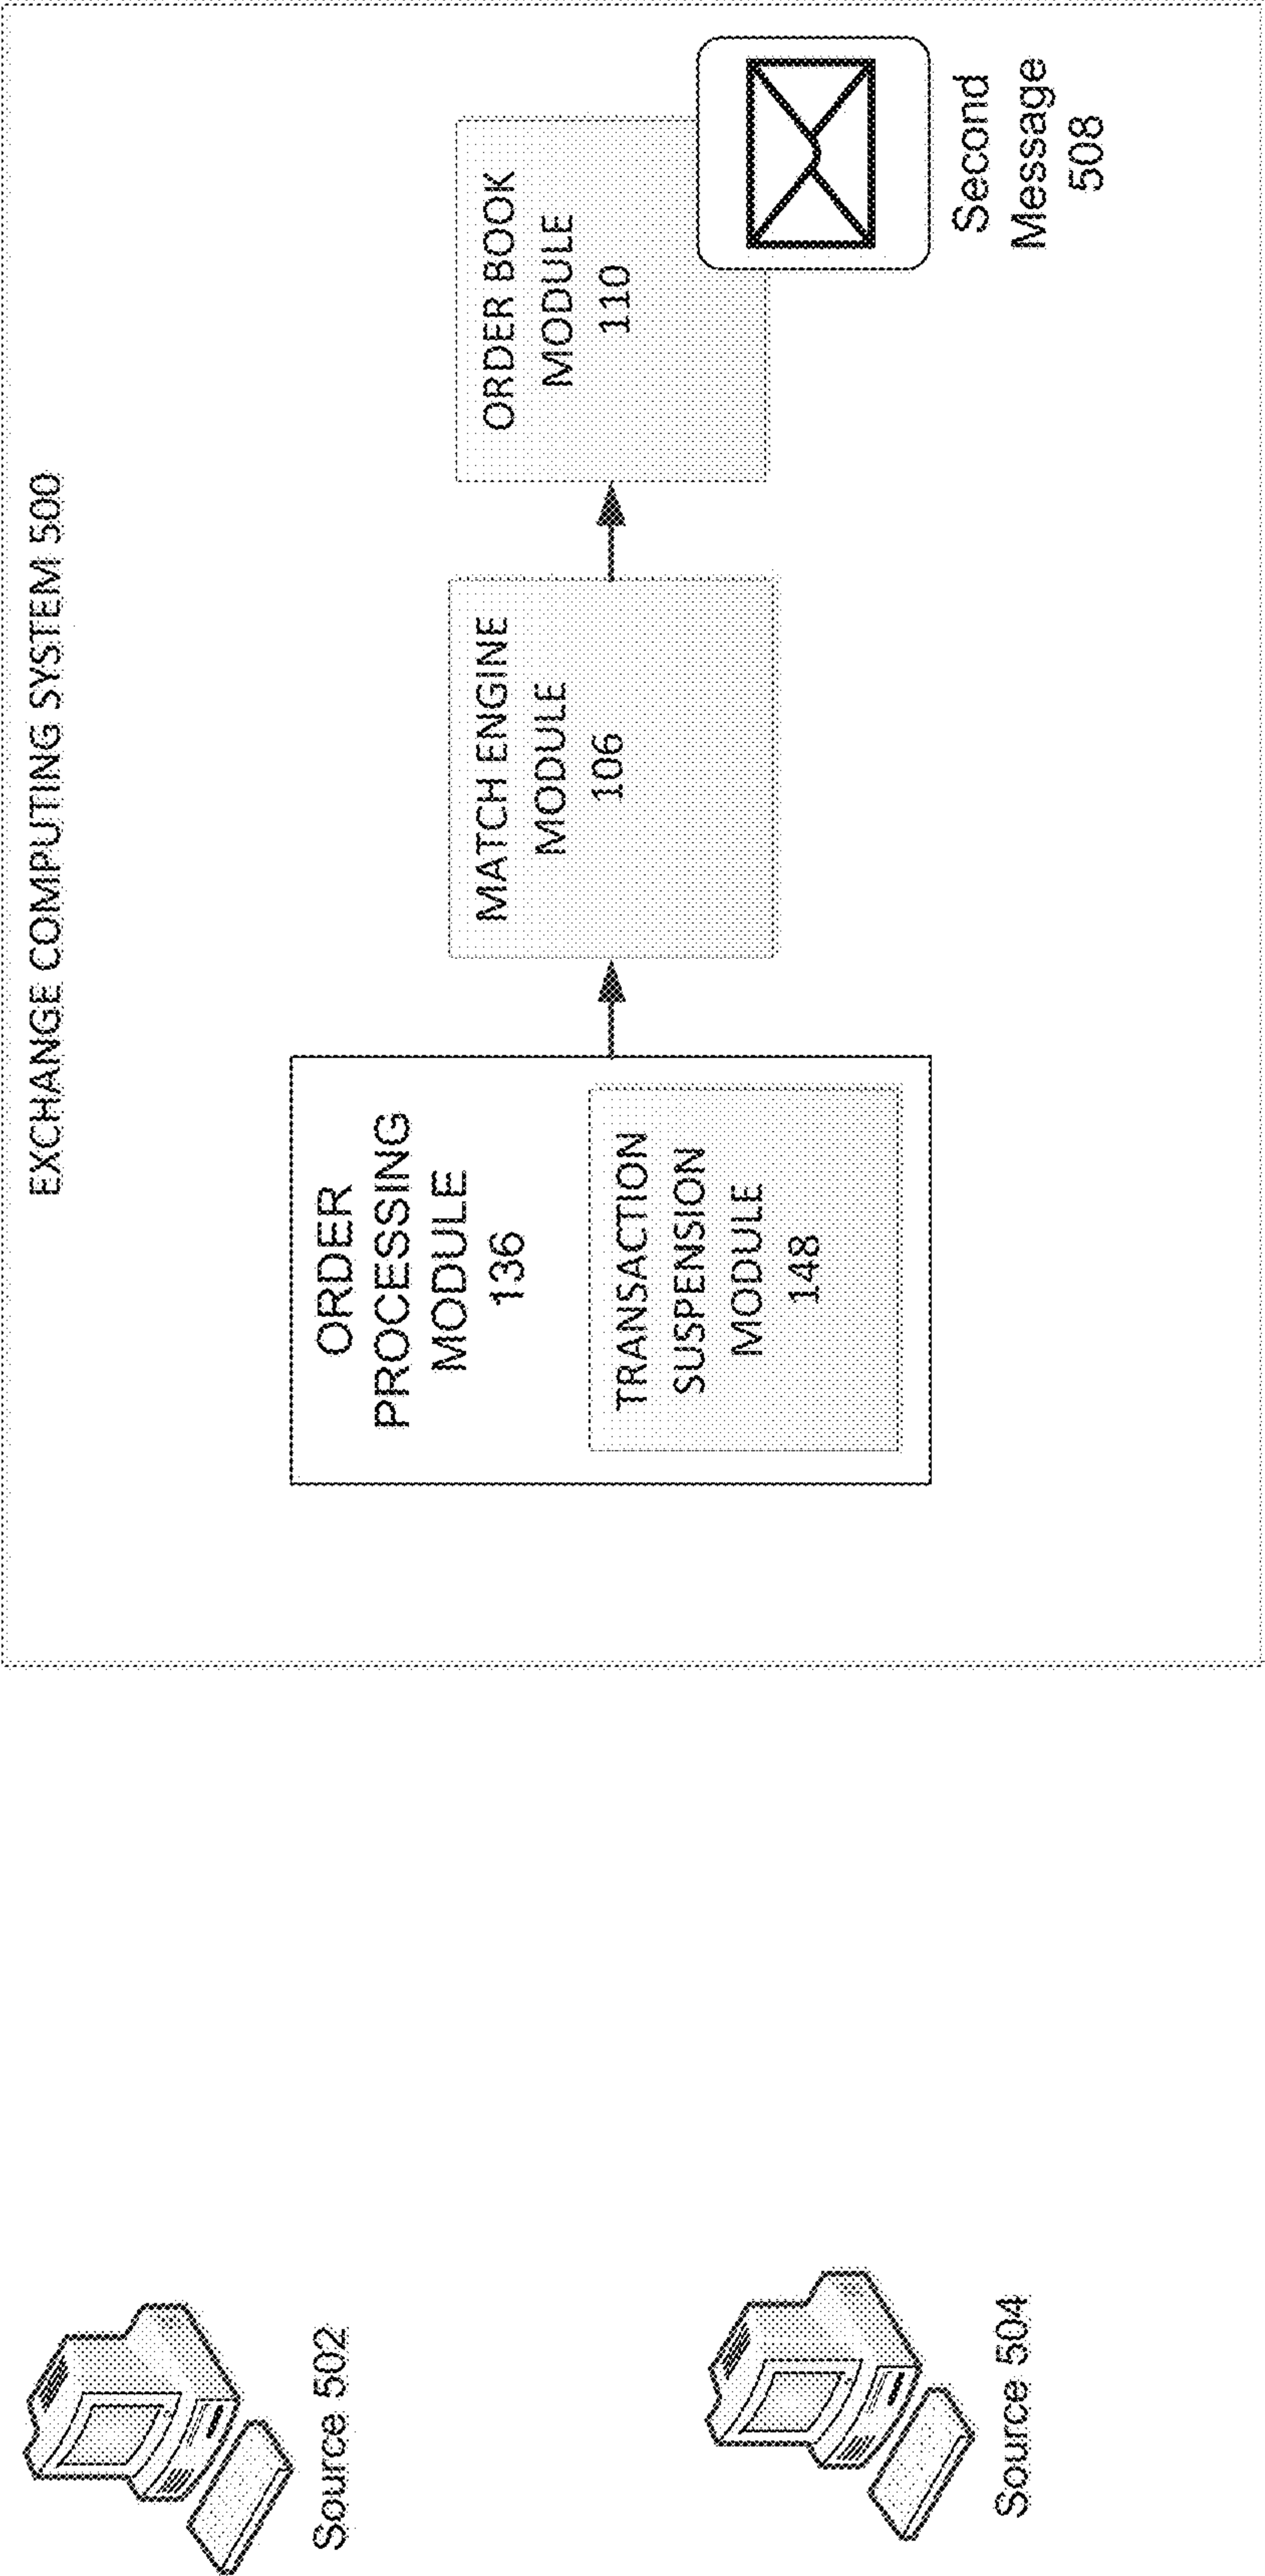 EXCHANGE COMPUTING SYSTEM 500
Source 502
Source 504
ORDER
PROCESSING
MODULE
136
TRANSACTION
SUSPENSION
MODULE
148
MATCH ENGINE
MODULE
106
ORDER BOOK
MODULE
110
Second
Message
508